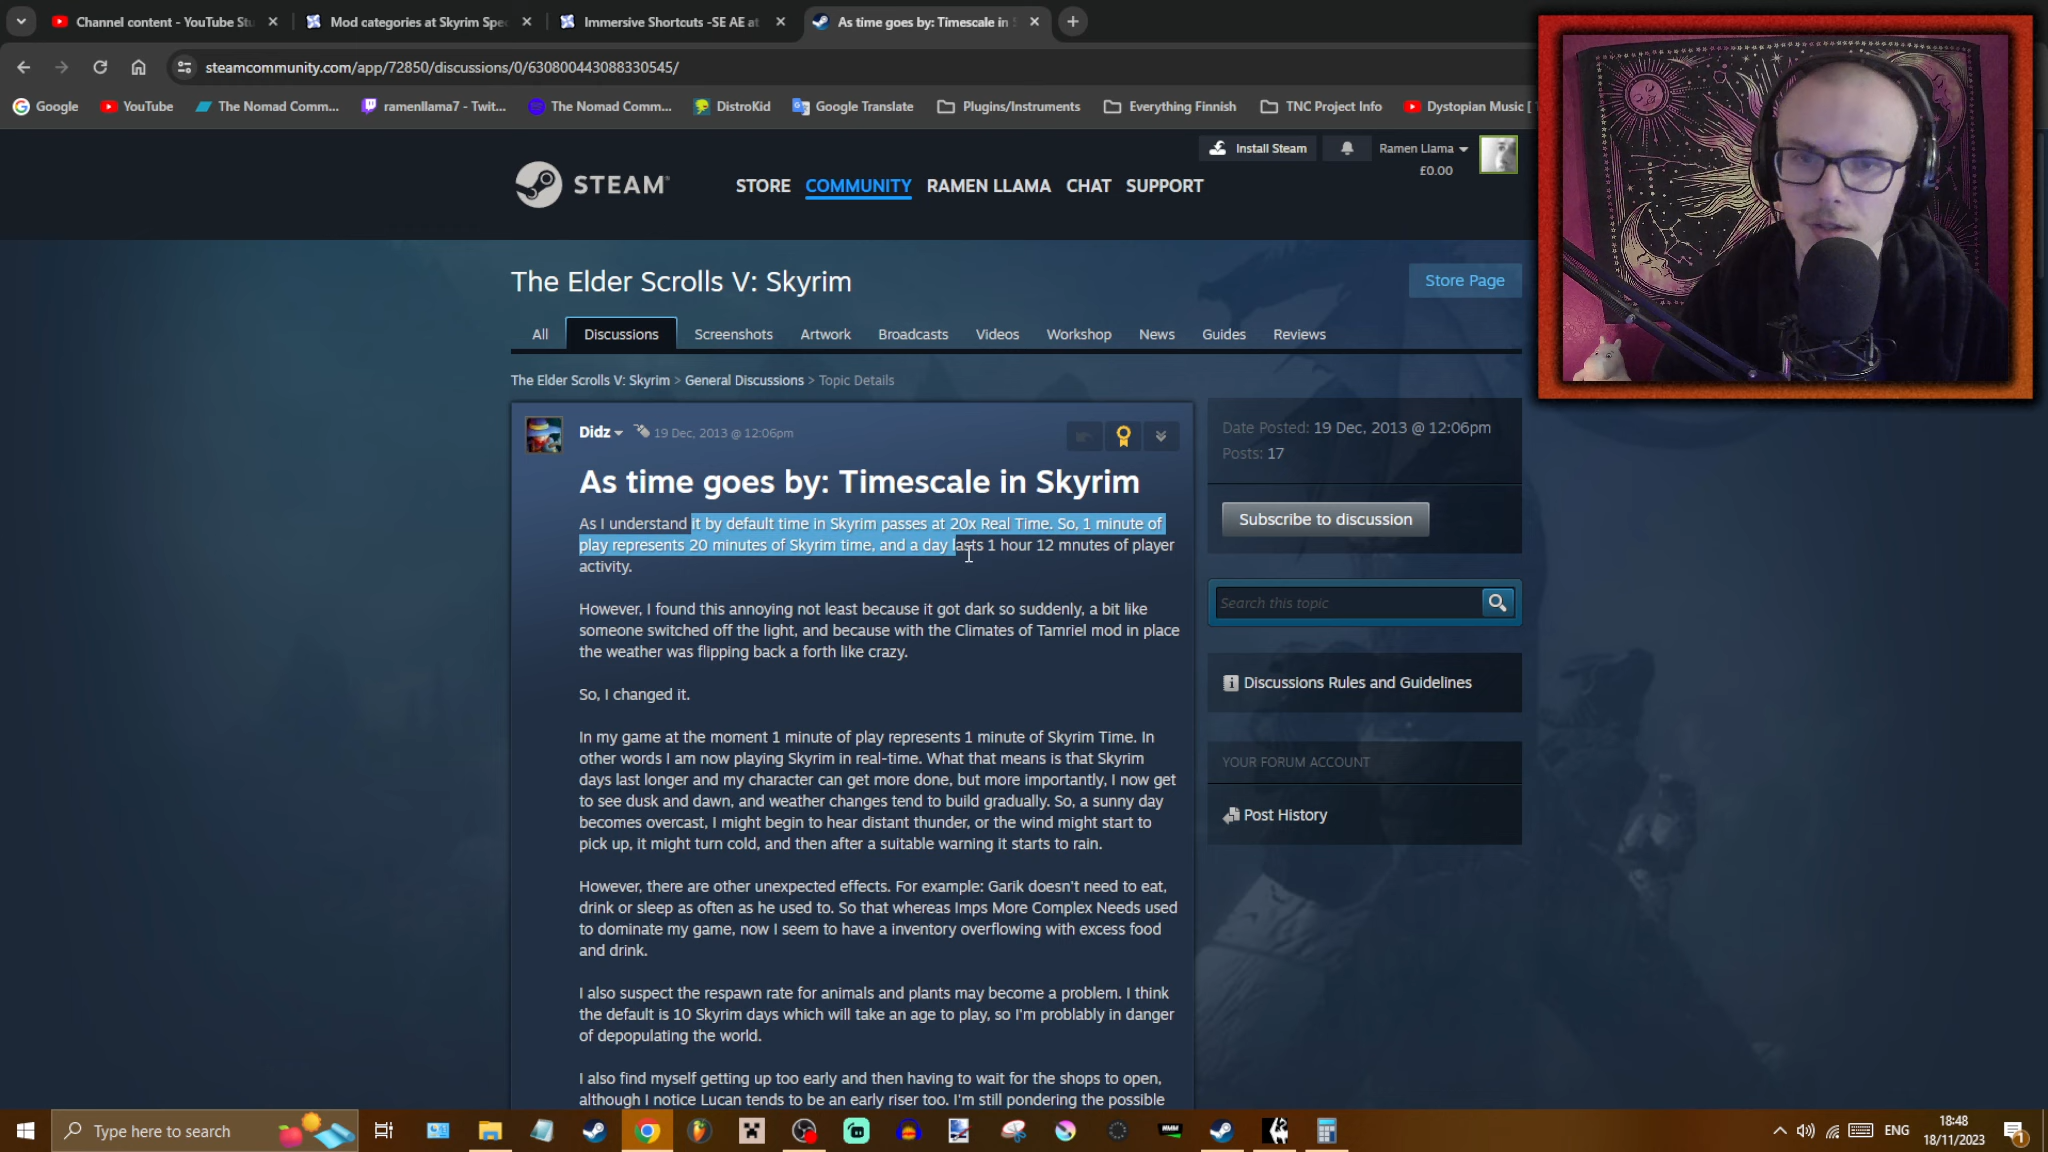 Channel content - YouTube Stu
Mod categories at Skyrim Spec
Immersive Shortcuts -SE AE at
As time goes by: Timescale in S
steamcommunity.com/app/72850/discussions/0/630800443088330545/
Google
YouTube
The Nomad Comm...
ramenllama7 - Twit...
The Nomad Comm...
DistroKid
Google Translate
Plugins/Instruments
Everything Finnish
TNC Project Info
Dystopian Music [
Install Steam
Ramen Llama
£0.00
STEAM
STORE COMMUNITY RAMEN LLAMA CHAT SUPPORT
The Elder Scrolls V: Skyrim
Store Page
All Discussions Screenshots Artwork Broadcasts Videos Workshop News Guides Reviews
The Elder Scrolls V: Skyrim > General Discussions > Topic Details
Didz 19 Dec, 2013 @ 12:06pm
As time goes by: Timescale in Skyrim
As I understand it by default time in Skyrim passes at 20x Real Time. So, 1 minute of
play represents 20 minutes of Skyrim time, and a day lasts 1 hour 12 mnutes of player
activity.
However, I found this annoying not least because it got dark so suddenly, a bit like
someone switched off the light, and because with the Climates of Tamriel mod in place
the weather was flipping back a forth like crazy.
So, I changed it.
In my game at the moment 1 minute of play represents 1 minute of Skyrim Time. In
other words I am now playing Skyrim in real-time. What that means is that Skyrim
days last longer and my character can get more done, but more importantly, I now get
to see dusk and dawn, and weather changes tend to build gradually. So, a sunny day
becomes overcast, I might begin to hear distant thunder, or the wind might start to
pick up, it might turn cold, and then after a suitable warning it starts to rain.
However, there are other unexpected effects. For example: Garik doesn't need to eat,
drink or sleep as often as he used to. So that whereas Imps More Complex Needs used
to dominate my game, now I seem to have a inventory overflowing with excess food
and drink.
I also suspect the respawn rate for animals and plants may become a problem. I think
the default is 10 Skyrim days which will take an age to play, so I'm problably in danger
of depopulating the world.
I also find myself getting up too early and then having to wait for the shops to open,
although I notice Lucan tends to be an early riser too. I'm still pondering the possible
Date Posted: 19 Dec, 2013 @ 12:06pm
Posts: 17
Subscribe to discussion
Search this topic
Discussions Rules and Guidelines
YOUR FORUM ACCOUNT
Post History
Type here to search
ENG
18:48
18/11/2023
1